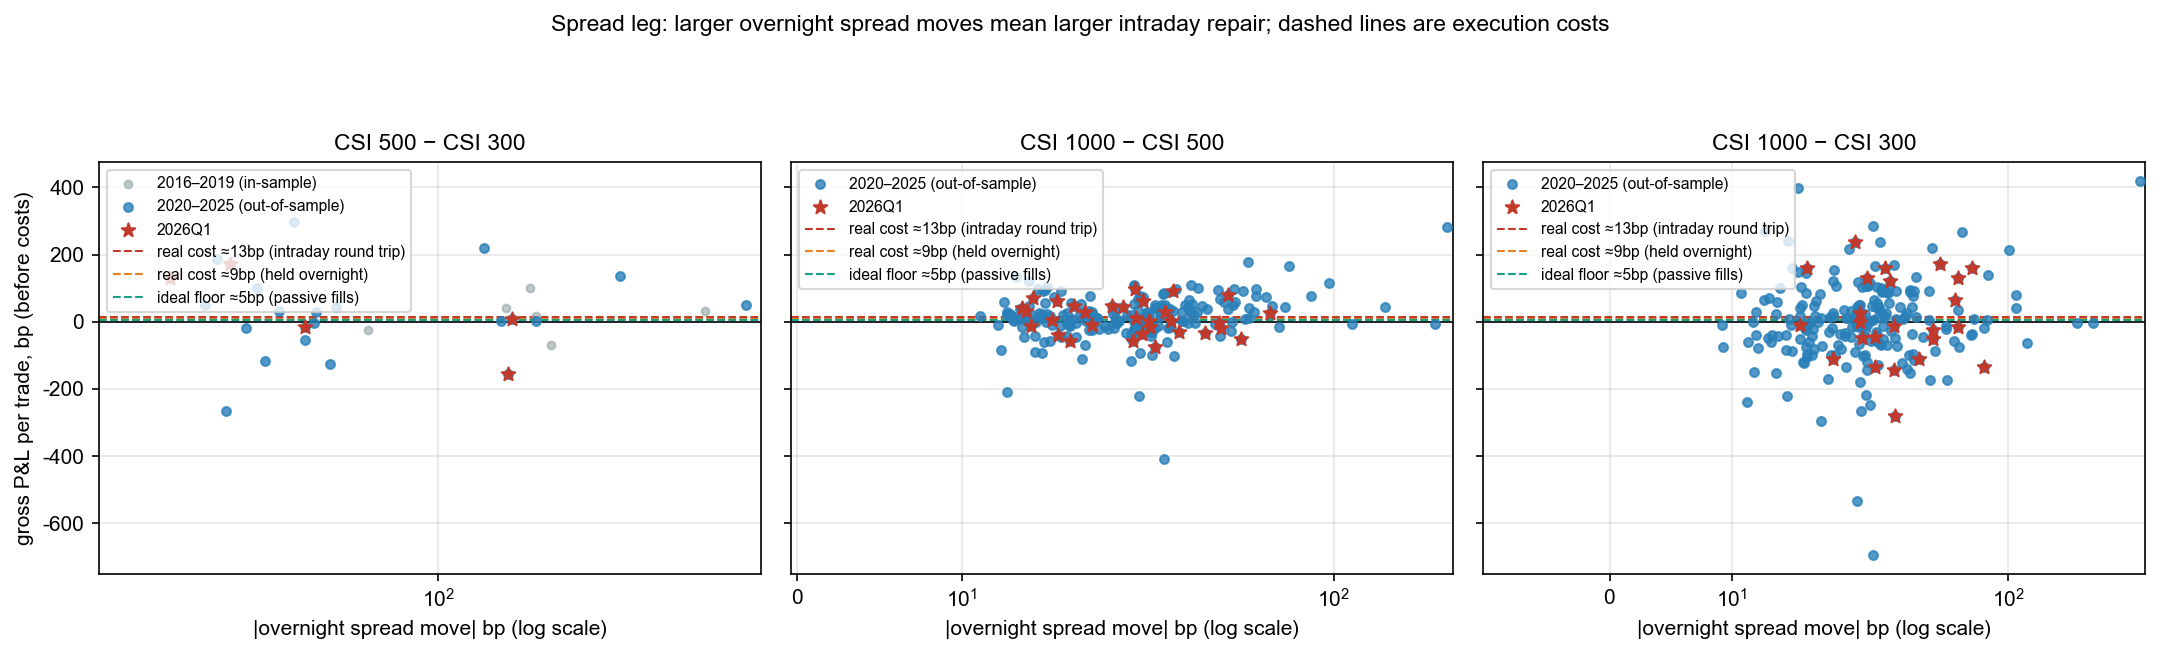 Spread leg: larger overnight spread moves mean larger intraday repair; dashed lines are execution costs
CSI 500 − CSI 300
2016–2019 (in-sample)
2020–2025 (out-of-sample)
2026Q1
real cost ≈13bp (intraday round trip)
real cost ≈9bp (held overnight)
ideal floor ≈5bp (passive fills)
gross P&L per trade, bp (before costs)
400
200
0
-200
-400
-600
10²
|overnight spread move| bp (log scale)
CSI 1000 − CSI 500
2020–2025 (out-of-sample)
2026Q1
real cost ≈13bp (intraday round trip)
real cost ≈9bp (held overnight)
ideal floor ≈5bp (passive fills)
0 10¹ 10²
|overnight spread move| bp (log scale)
CSI 1000 − CSI 300
2020–2025 (out-of-sample)
2026Q1
real cost ≈13bp (intraday round trip)
real cost ≈9bp (held overnight)
ideal floor ≈5bp (passive fills)
0 10¹ 10²
|overnight spread move| bp (log scale)